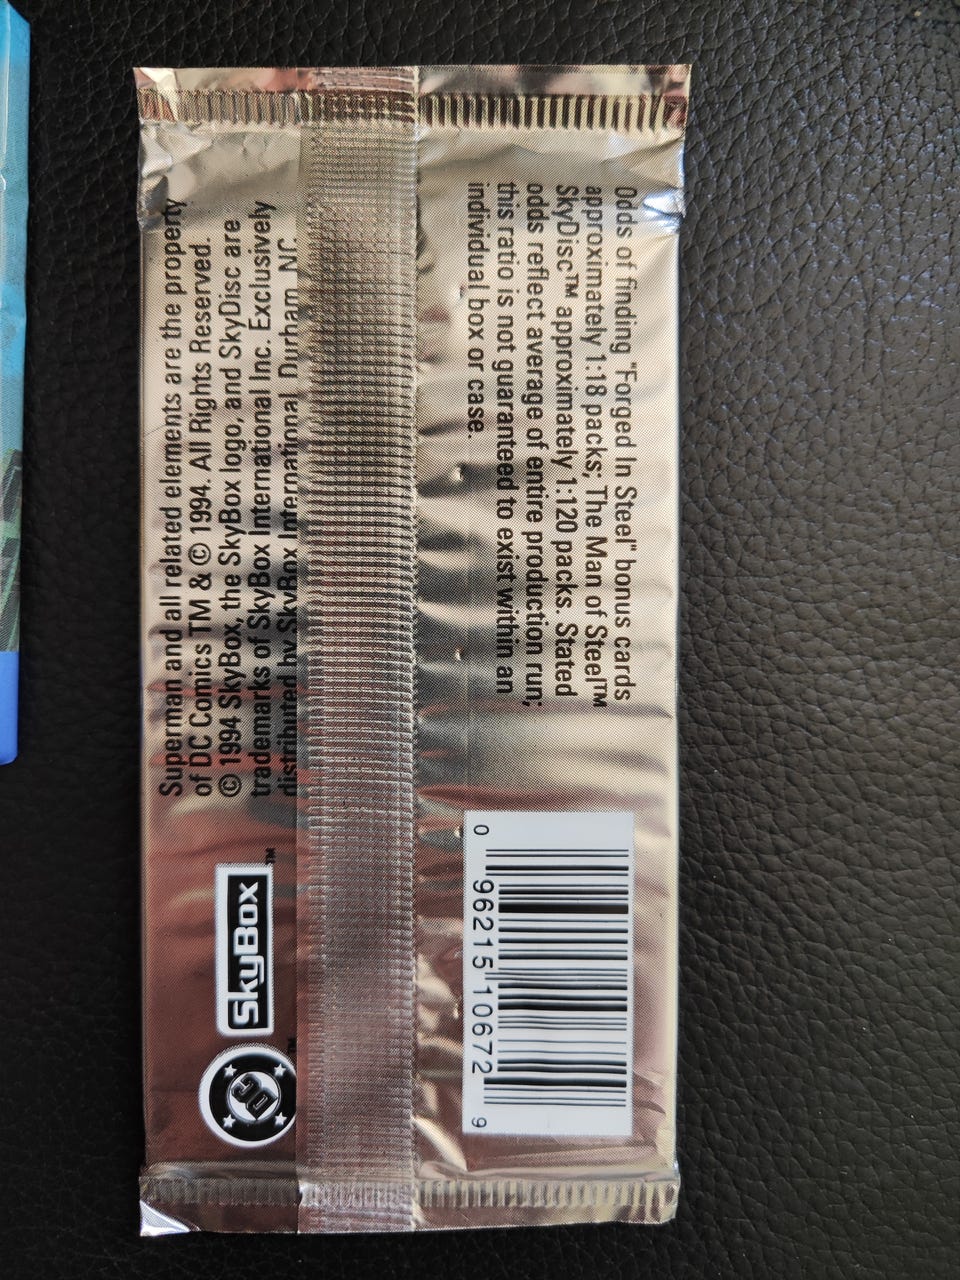 Odds of finding "Forged In Steel" bonus cards
approximately 1:18 packs; The Man of Steel™
SkyDisc™ approximately 1:120 packs. Stated
odds reflect average of entire production run;
this ratio is not guaranteed to exist within an
individual box or case.
0 96215 10672 9
Superman and all related elements are the property
of DC Comics TM & © 1994. All Rights Reserved.
© 1994 SkyBox, the SkyBox logo, and SkyDisc are
trademarks of SkyBox International Inc. Exclusively
distributed by SkyBox International, Durham, NC.
SkyBox™
DC™